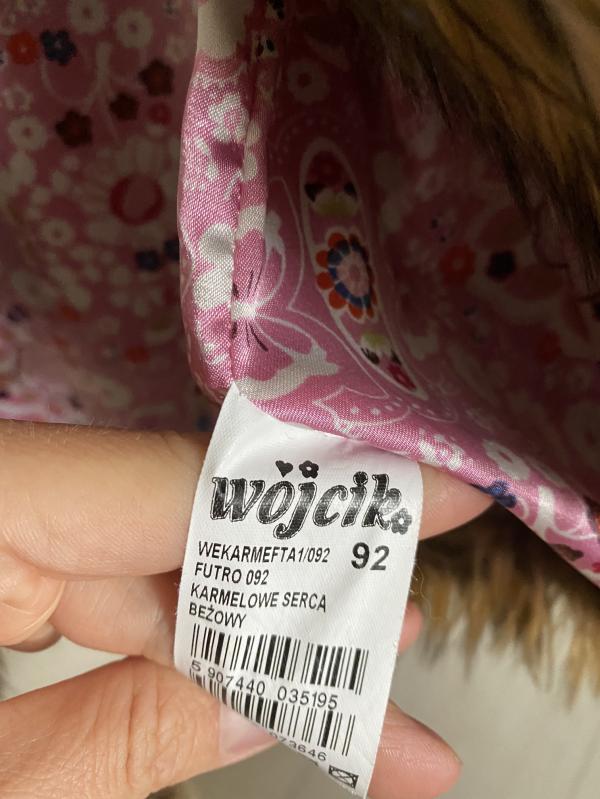 wójcik
WEKARMEFTA1/092 92
FUTRO 092
KARMELOWE SERCA
BEŻOWY
5 907440 035195